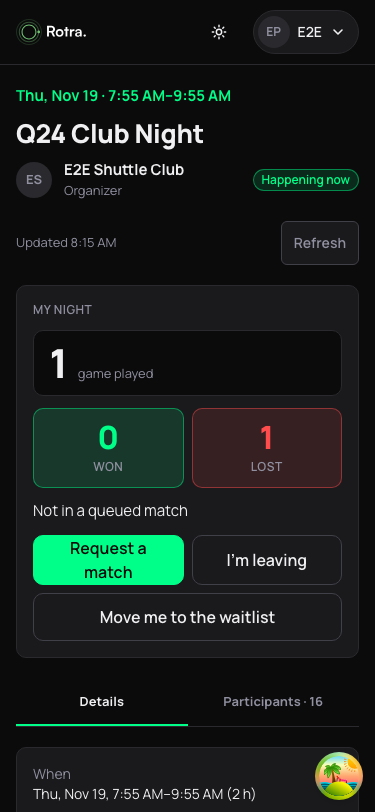 Rotra.
EP E2E
Thu, Nov 19 · 7:55 AM–9:55 AM
Q24 Club Night
ES
E2E Shuttle Club
Organizer
Happening now
Updated 8:15 AM
Refresh
MY NIGHT
1 game played
0
WON
1
LOST
Not in a queued match
Request a
match
I'm leaving
Move me to the waitlist
Details
Participants · 16
When
Thu, Nov 19, 7:55 AM–9:55 AM (2 h)